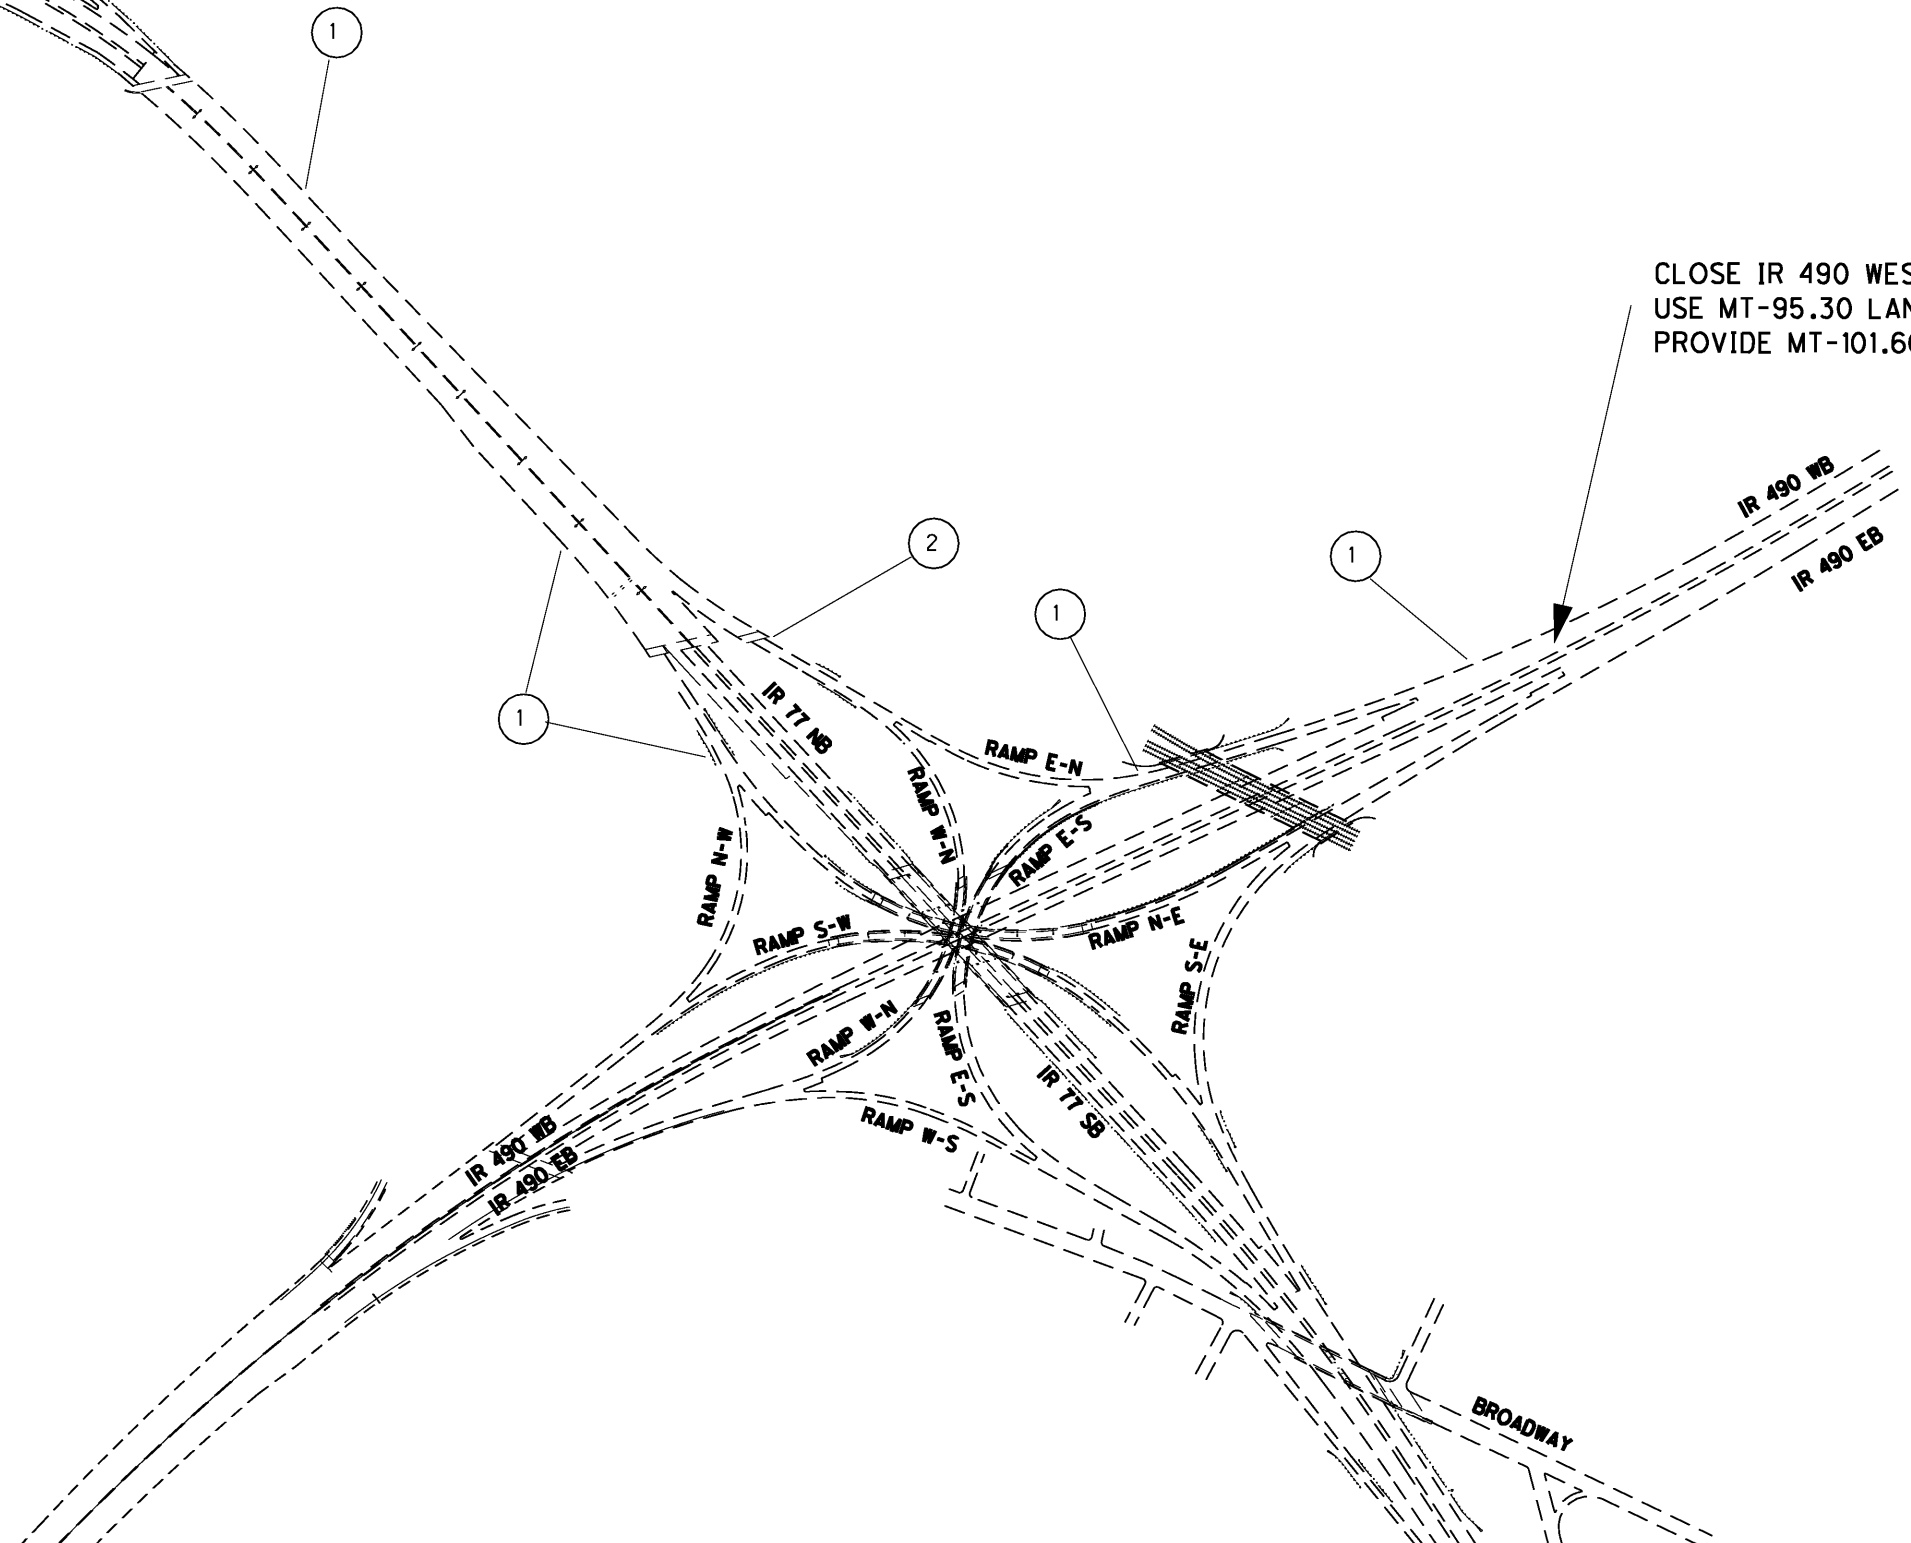 1
CLOSE IR 490 WES
USE MT-95.30 LAN
PROVIDE MT-101.60
IR 490 WB
IR 490 EB
2
1
1
1
IR 77 NB
RAMP E-N
RAMP W-N
RAMP E-S
RAMP N-W
RAMP S-W
RAMP N-E
RAMP S-E
RAMP W-N
RAMP E-S
IR 77 SB
RAMP W-S
IR 490 WB
IR 490 EB
BROADWAY